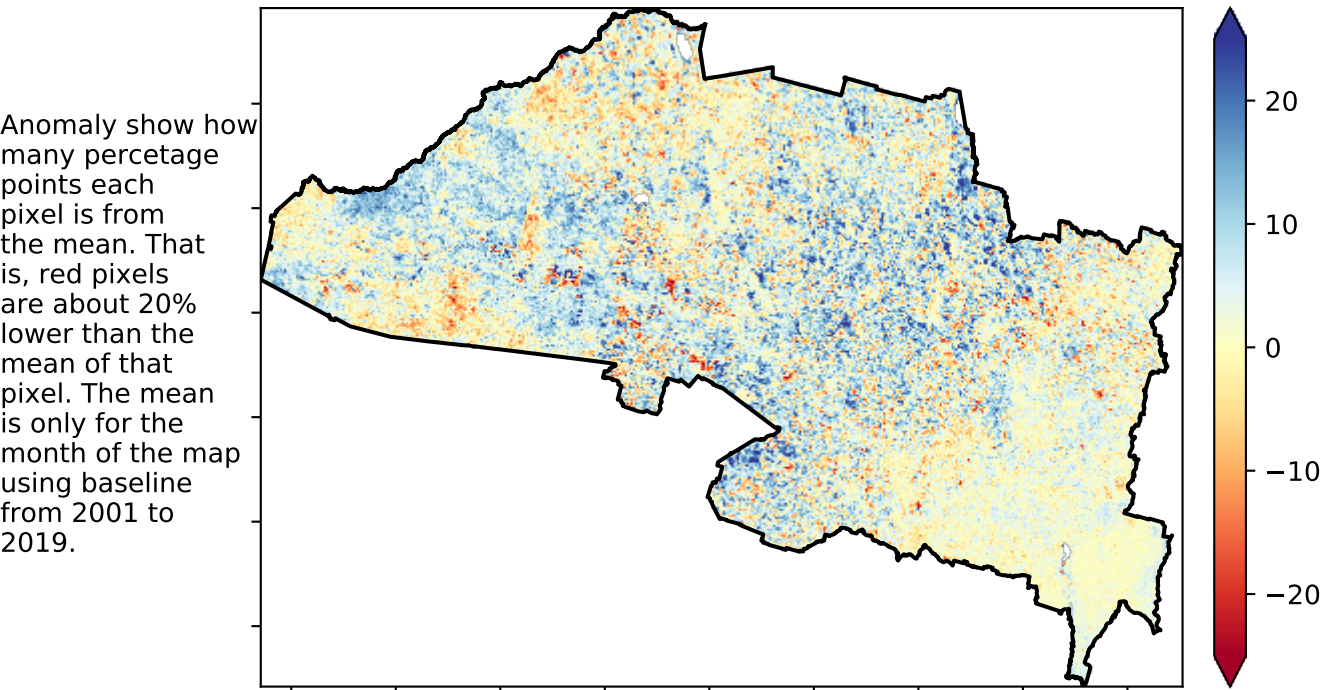 Anomaly show how
many percetage
points each
pixel is from
the mean. That
is, red pixels
are about 20%
lower than the
mean of that
pixel. The mean
is only for the
month of the map
using baseline
from 2001 to
2019.
20
10
0
−10
−20